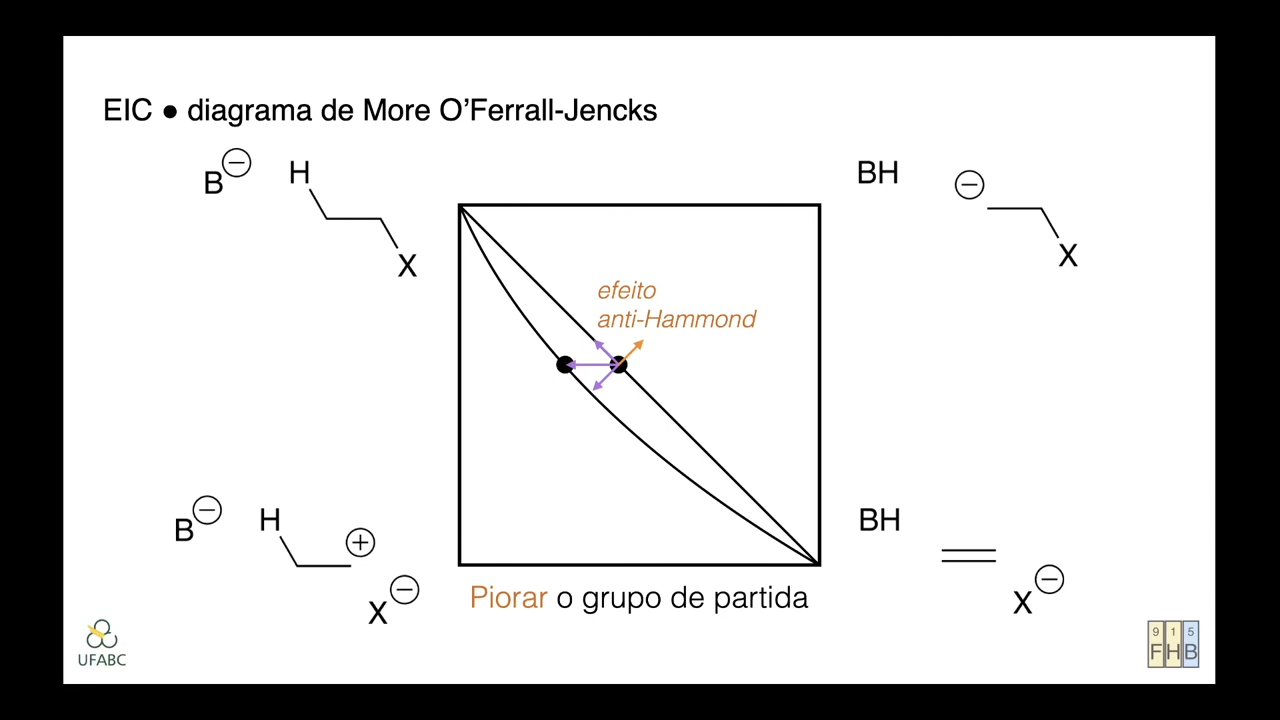 EIC ● diagrama de More O’Ferrall-Jencks
B⊖ H
X
BH ⊖
X
efeito
anti-Hammond
B⊖ H ⊕
X⊖
BH
X⊖
Piorar o grupo de partida
UFABC
9 1 5
F H B